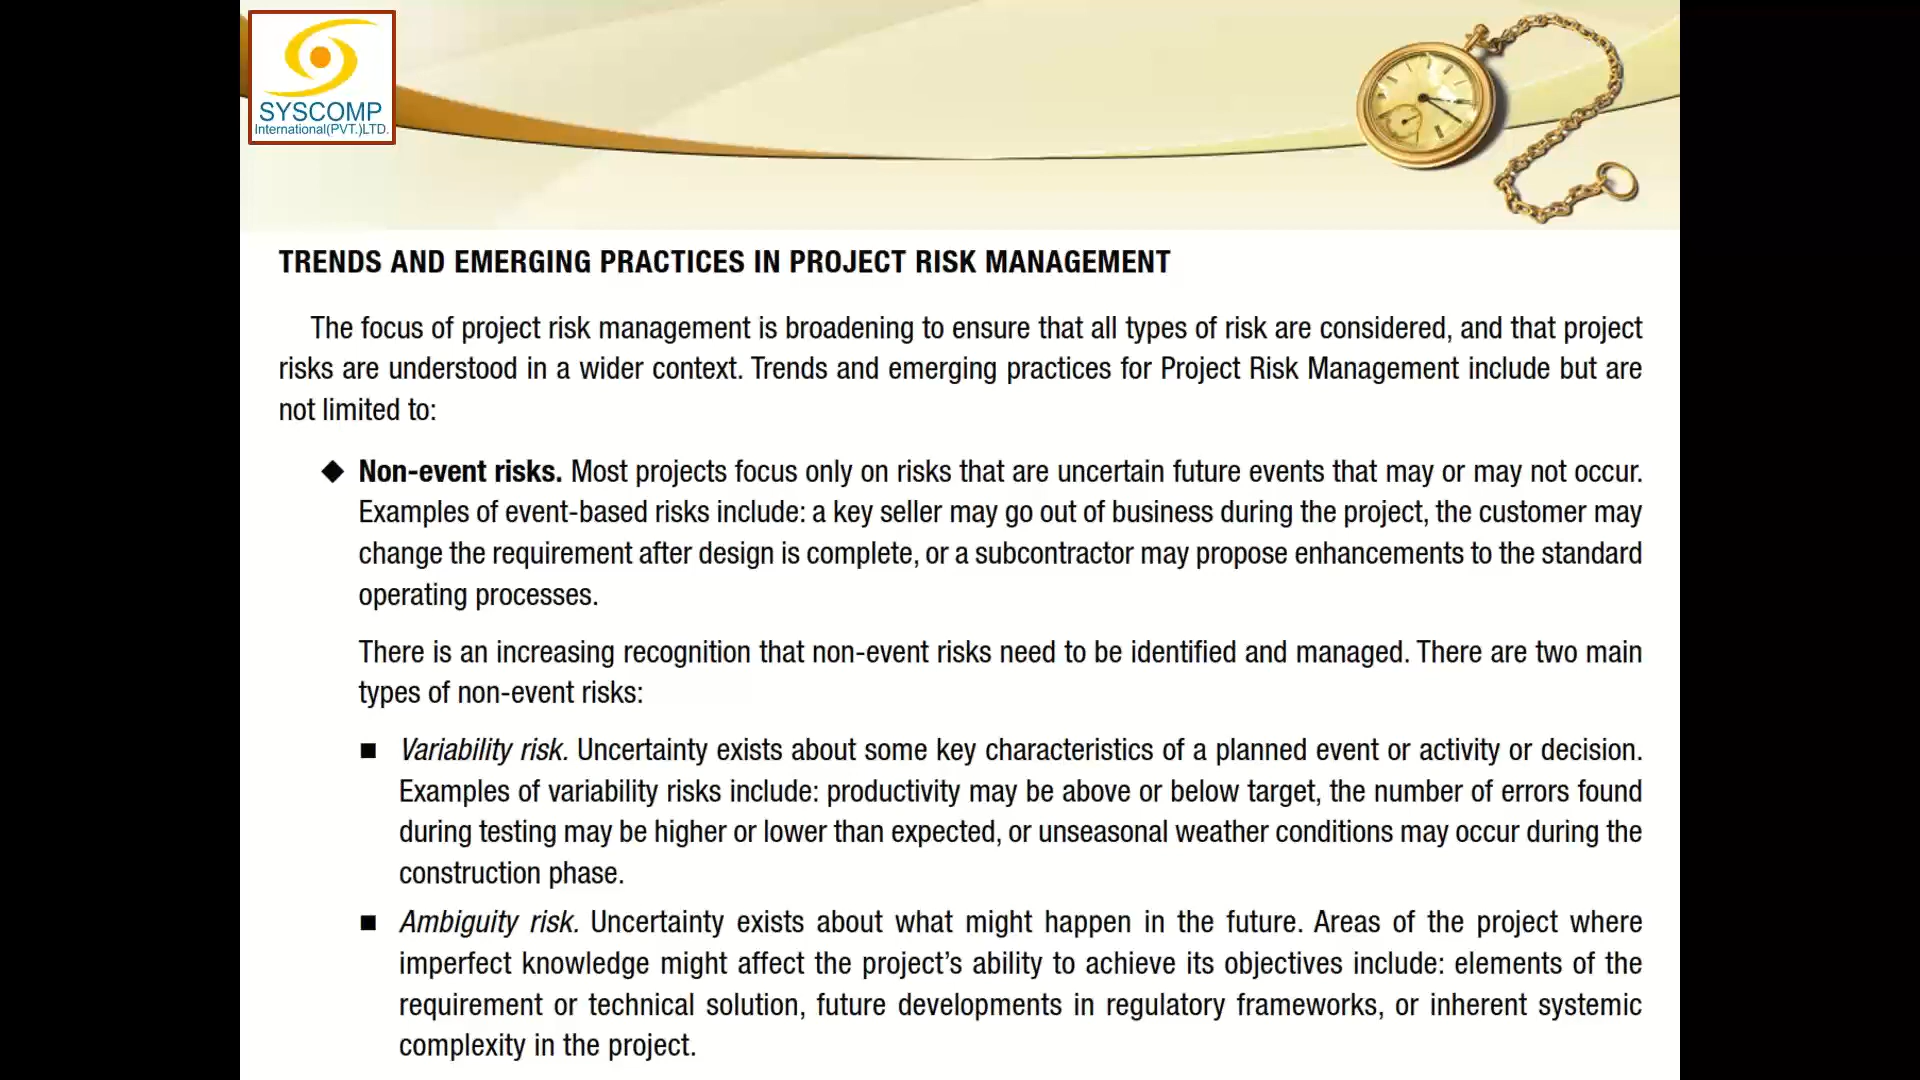 SYSCOMP
International(PVT.)LTD.
TRENDS AND EMERGING PRACTICES IN PROJECT RISK MANAGEMENT
The focus of project risk management is broadening to ensure that all types of risk are considered, and that project
risks are understood in a wider context. Trends and emerging practices for Project Risk Management include but are
not limited to:
◆ Non-event risks. Most projects focus only on risks that are uncertain future events that may or may not occur.
Examples of event-based risks include: a key seller may go out of business during the project, the customer may
change the requirement after design is complete, or a subcontractor may propose enhancements to the standard
operating processes.
There is an increasing recognition that non-event risks need to be identified and managed. There are two main
types of non-event risks:
■ Variability risk. Uncertainty exists about some key characteristics of a planned event or activity or decision.
Examples of variability risks include: productivity may be above or below target, the number of errors found
during testing may be higher or lower than expected, or unseasonal weather conditions may occur during the
construction phase.
■ Ambiguity risk. Uncertainty exists about what might happen in the future. Areas of the project where
imperfect knowledge might affect the project’s ability to achieve its objectives include: elements of the
requirement or technical solution, future developments in regulatory frameworks, or inherent systemic
complexity in the project.